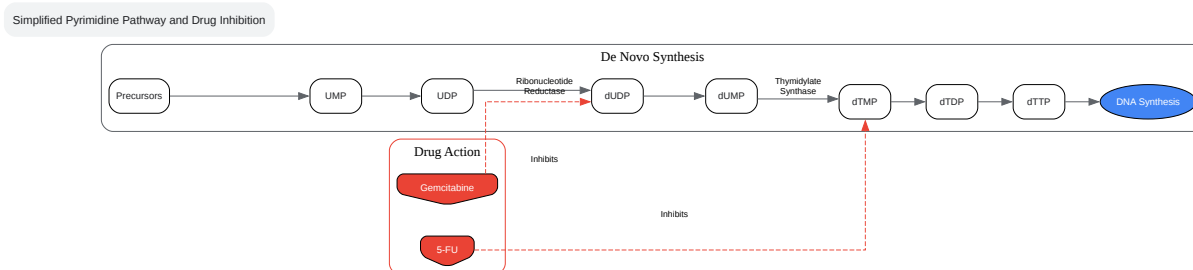 Simplified Pyrimidine Pathway and Drug Inhibition
De Novo Synthesis
Precursors
UMP
UDP
Ribonucleotide
Reductase
dUDP
dUMP
Thymidylate
Synthase
dTMP
dTDP
dTTP
DNA Synthesis
Drug Action
Inhibits
Gemcitabine
Inhibits
5-FU